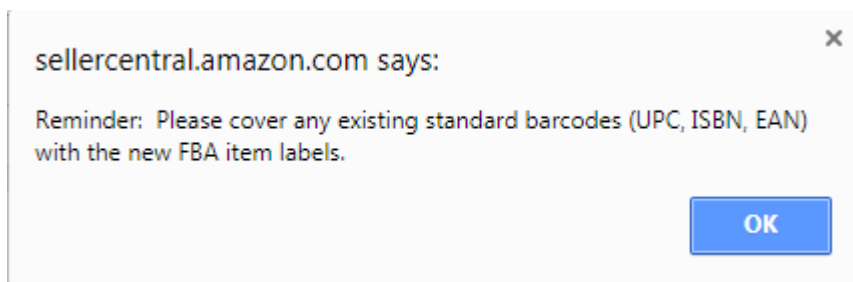 sellercentral.amazon.com says:
Reminder:  Please cover any existing standard barcodes (UPC, ISBN, EAN)
with the new FBA item labels.
OK